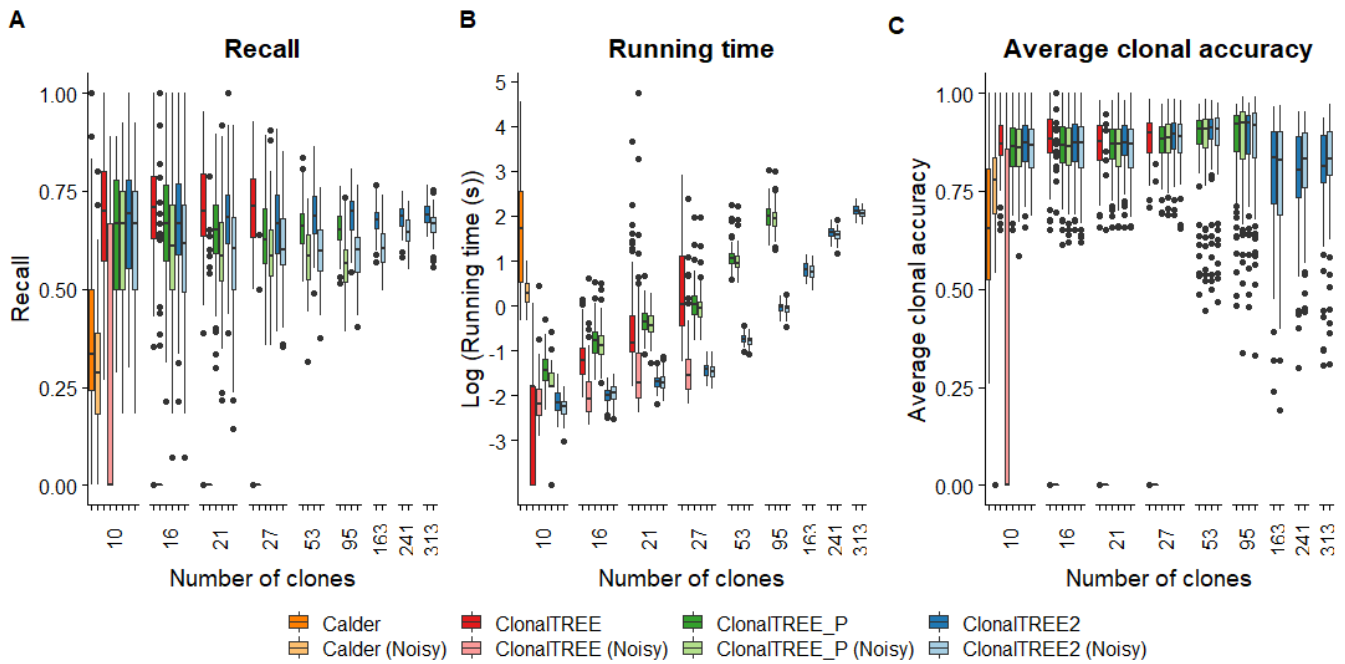 A
Recall
Recall
1.00
0.75
0.50
0.25
0.00
10 16 21 27 53 95 163 241 313
Number of clones
B
Running time
Log (Running time (s))
5
4
3
2
1
0
-1
-2
-3
10 16 21 27 53 95 163 241 313
Number of clones
C
Average clonal accuracy
Average clonal accuracy
1.00
0.75
0.50
0.25
0.00
10 16 21 27 53 95 163 241 313
Number of clones
Calder ClonalTREE ClonalTREE_P ClonalTREE2
Calder (Noisy) ClonalTREE (Noisy) ClonalTREE_P (Noisy) ClonalTREE2 (Noisy)